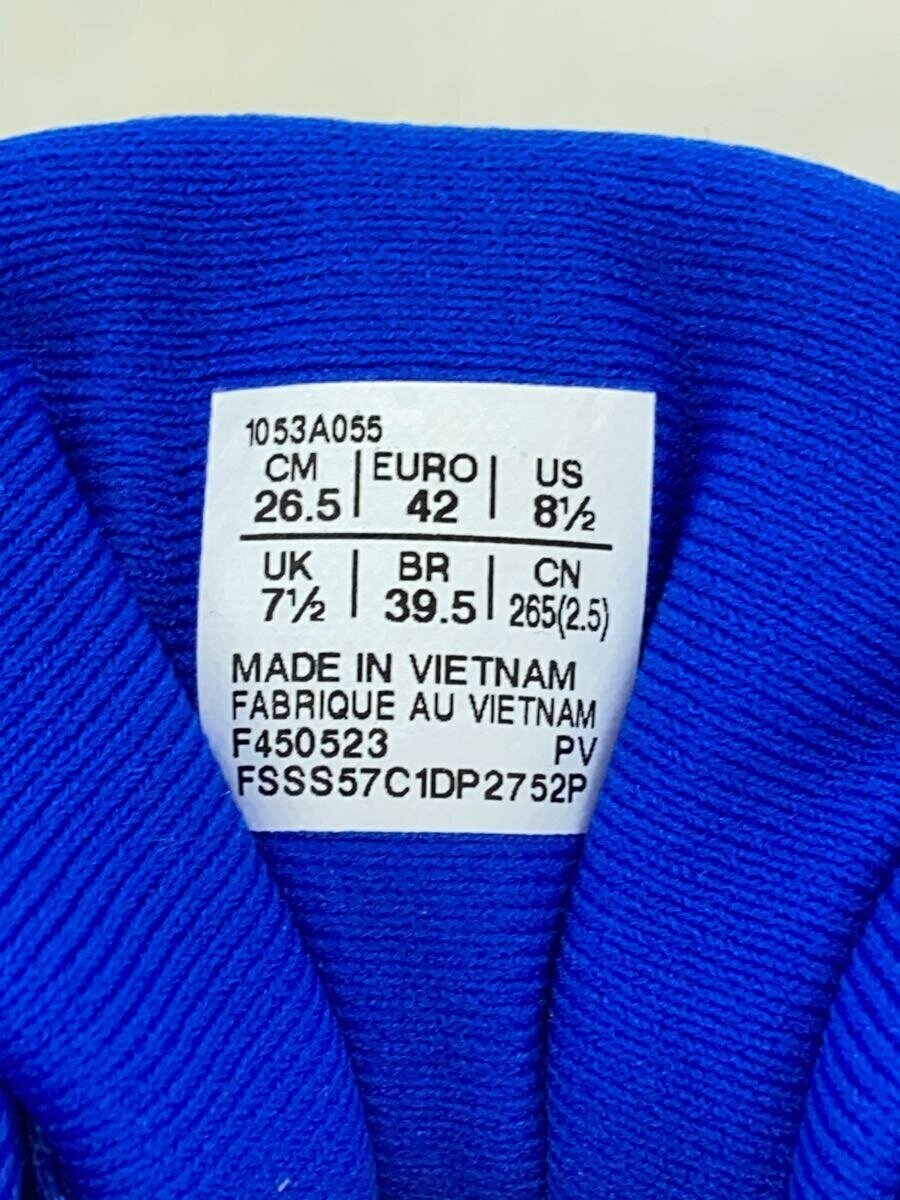 1053A055
CM EURO US
26.5 42 8½
UK BR CN
7½ 39.5 265(2.5)
MADE IN VIETNAM
FABRIQUE AU VIETNAM
F450523 PV
FSSS57C1DP2752P